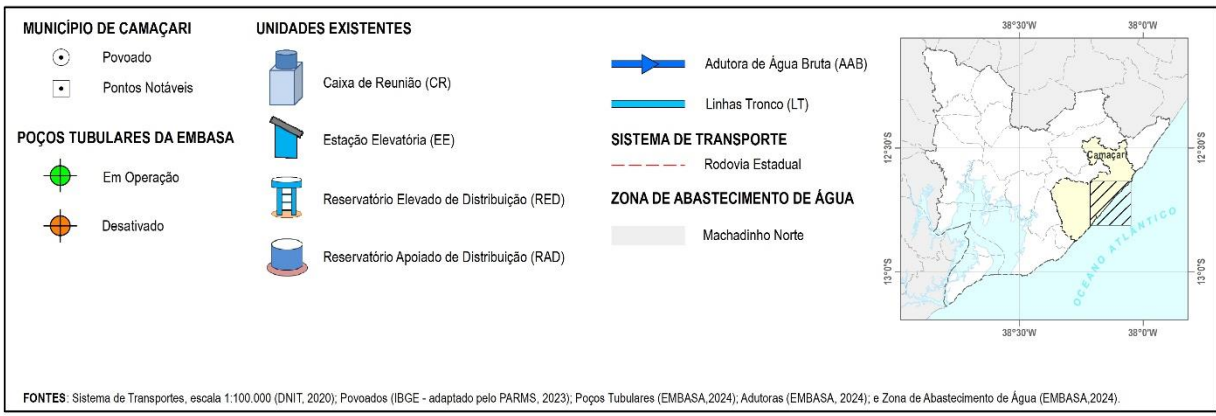 MUNICÍPIO DE CAMAÇARI
Povoado
Pontos Notáveis
POÇOS TUBULARES DA EMBASA
Em Operação
Desativado
UNIDADES EXISTENTES
Caixa de Reunião (CR)
Estação Elevatória (EE)
Reservatório Elevado de Distribuição (RED)
Reservatório Apoiado de Distribuição (RAD)
Adutora de Água Bruta (AAB)
Linhas Tronco (LT)
SISTEMA DE TRANSPORTE
Rodovia Estadual
ZONA DE ABASTECIMENTO DE ÁGUA
Machadinho Norte
38°30'W 38°0'W
12°30'S 12°30'S
Camaçari
OCEANO ATLÂNTICO
13°0'S 13°0'S
38°30'W 38°0'W
FONTES: Sistema de Transportes, escala 1:100.000 (DNIT, 2020); Povoados (IBGE - adaptado pelo PARMS, 2023); Poços Tubulares (EMBASA,2024); Adutoras (EMBASA, 2024); e Zona de Abastecimento de Água (EMBASA,2024).